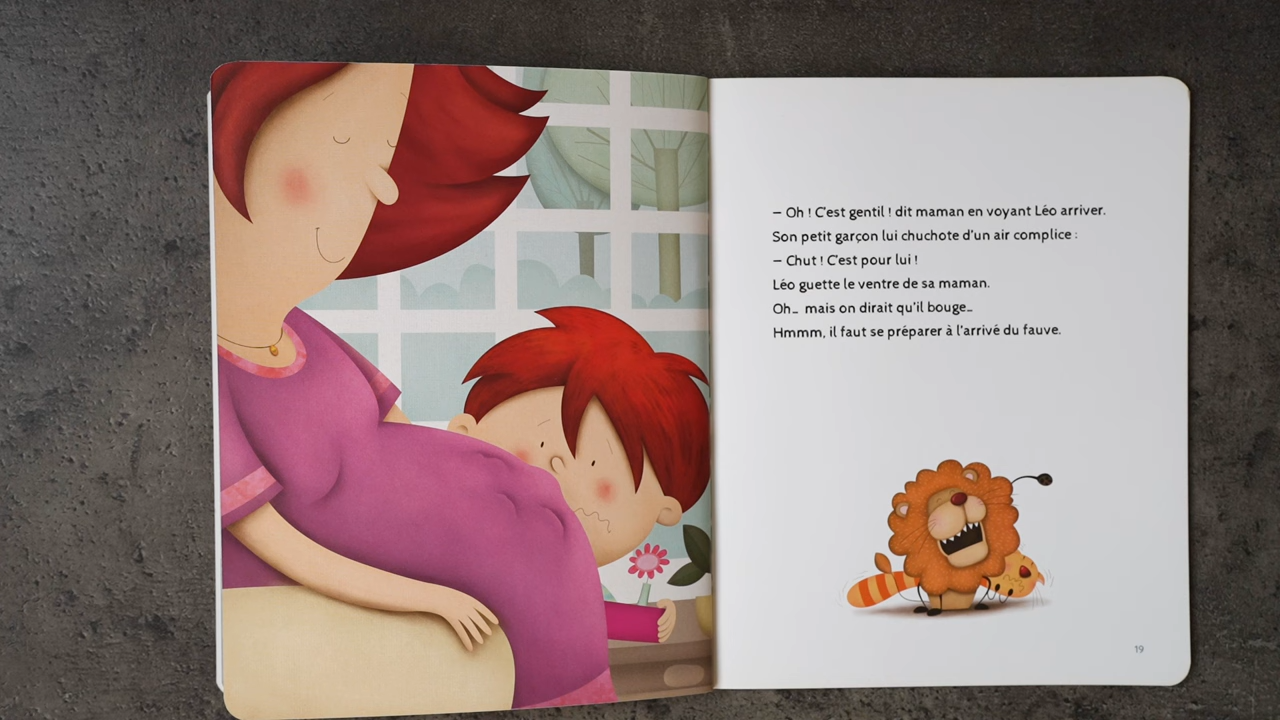 – Oh ! C'est gentil ! dit maman en voyant Léo arriver.
Son petit garçon lui chuchote d'un air complice :
– Chut ! C'est pour lui !
Léo guette le ventre de sa maman.
Oh… mais on dirait qu'il bouge…
Hmmm, il faut se préparer à l'arrivé du fauve.
19